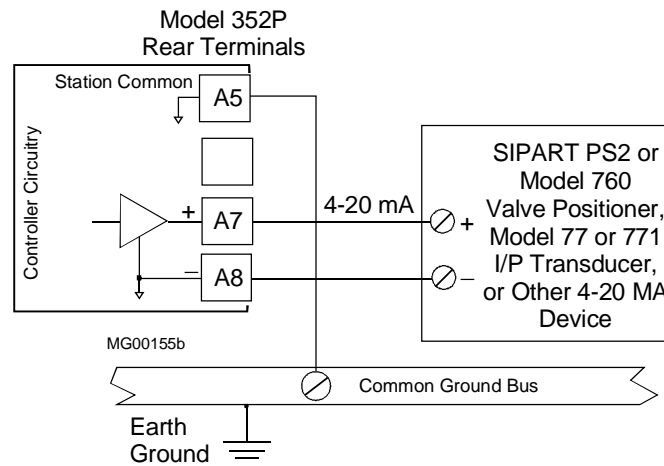 Model 352P
Rear Terminals
Station Common
A5
Controller Circuitry
+
A7
4-20 mA
+
–
A8
–
SIPART PS2 or
Model 760
Valve Positioner,
Model 77 or 771
I/P Transducer,
or Other 4-20 MA
Device
MG00155b
Common Ground Bus
Earth
Ground